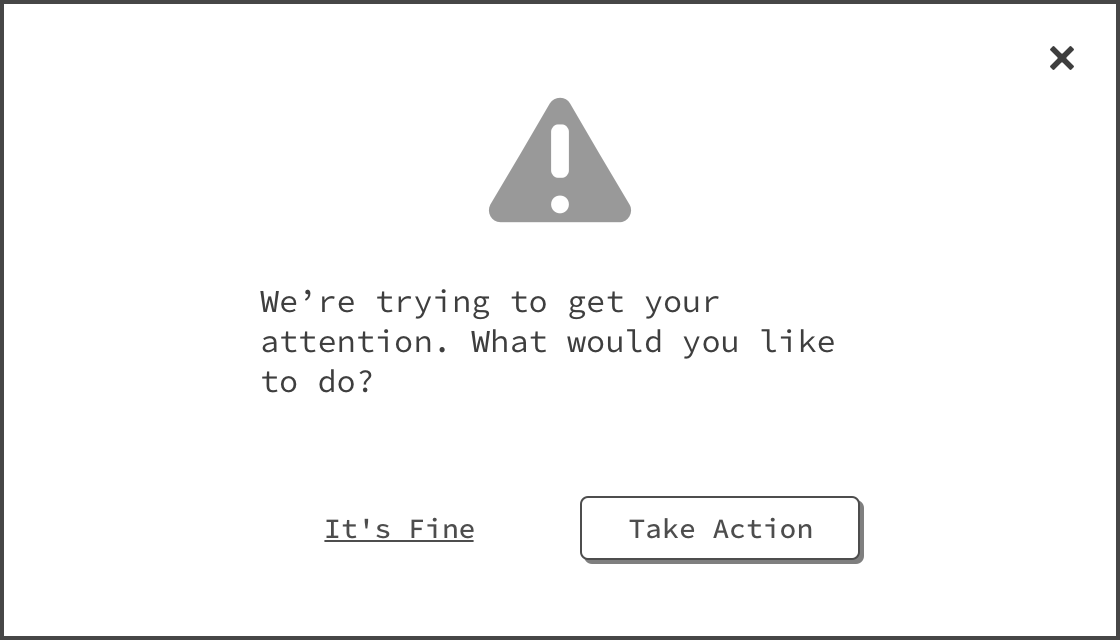 We’re trying to get your
attention. What would you like
to do?
It's Fine
Take Action